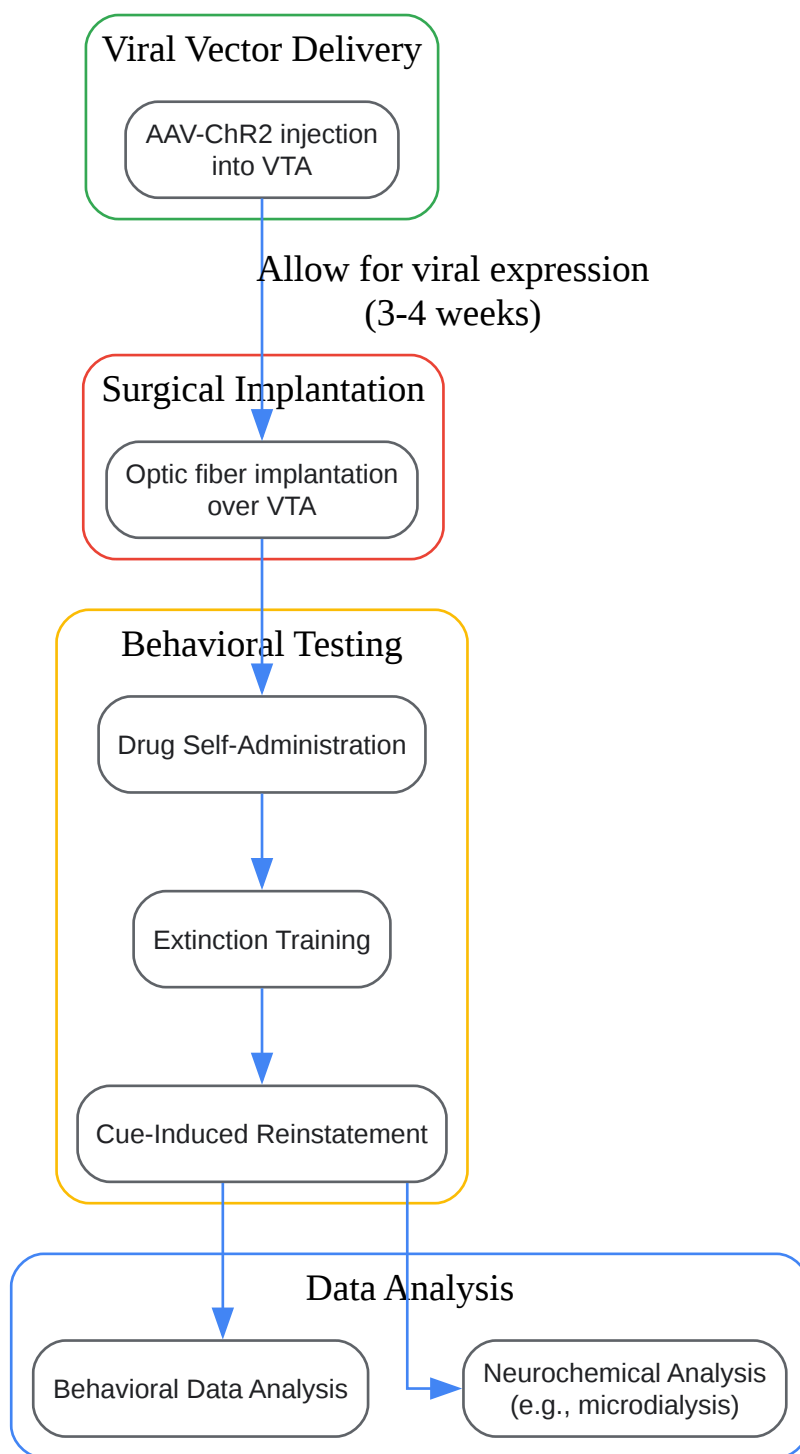 Viral Vector Delivery
AAV-ChR2 injection
into VTA
Allow for viral expression
(3-4 weeks)
Surgical Implantation
Optic fiber implantation
over VTA
Behavioral Testing
Drug Self-Administration
Extinction Training
Cue-Induced Reinstatement
Data Analysis
Behavioral Data Analysis
Neurochemical Analysis
(e.g., microdialysis)